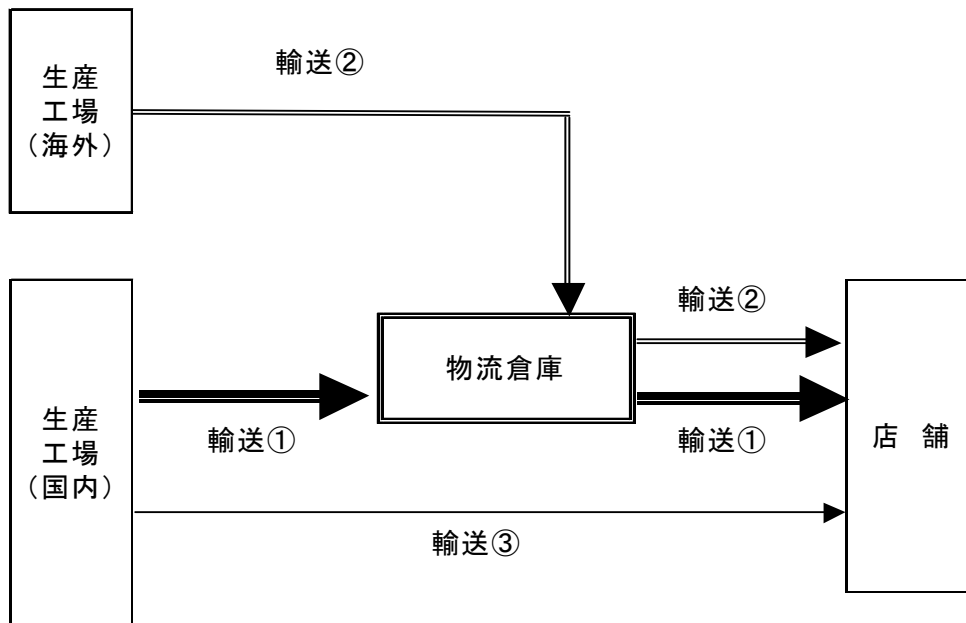 輸送②
生産
工場
（海外）
輸送②
物流倉庫
生産
工場
（国内）
輸送①
輸送①
店 舗
輸送③